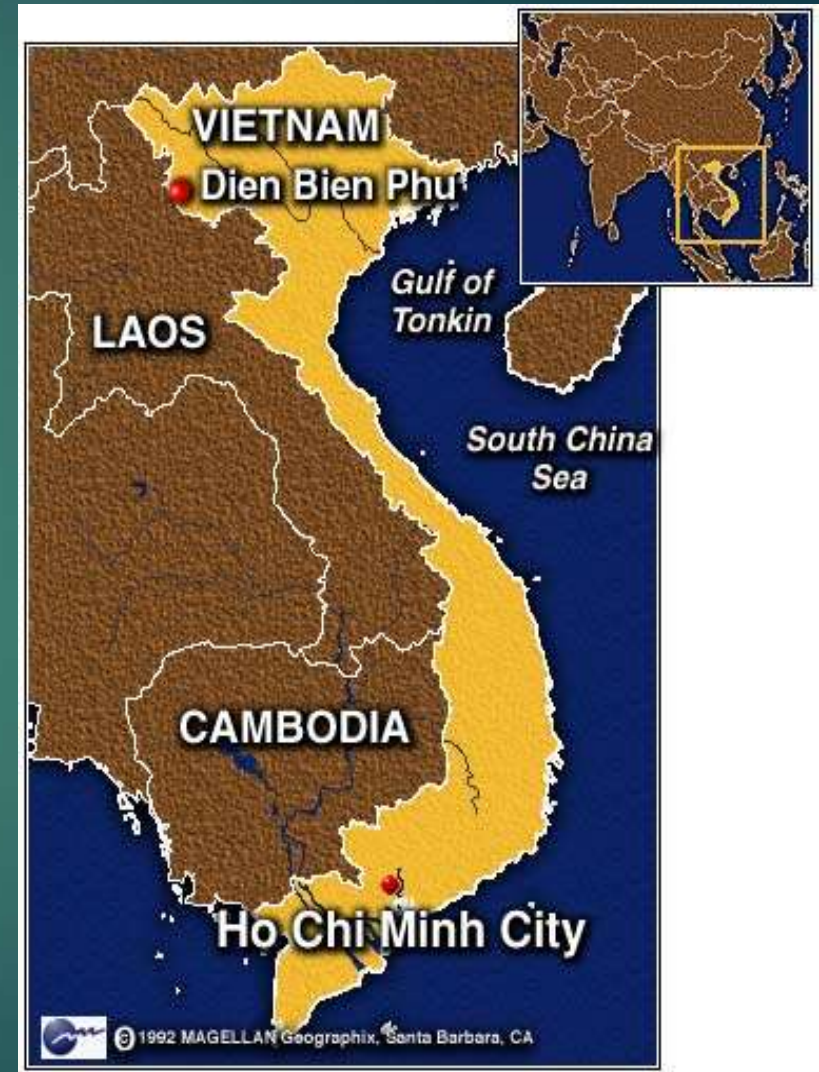 VIETNAM
Dien Bien Phu
Gulf of
Tonkin
LAOS
South China
Sea
CAMBODIA
Ho Chi Minh City
© 1992 MAGELLAN Geographix, Santa Barbara, CA